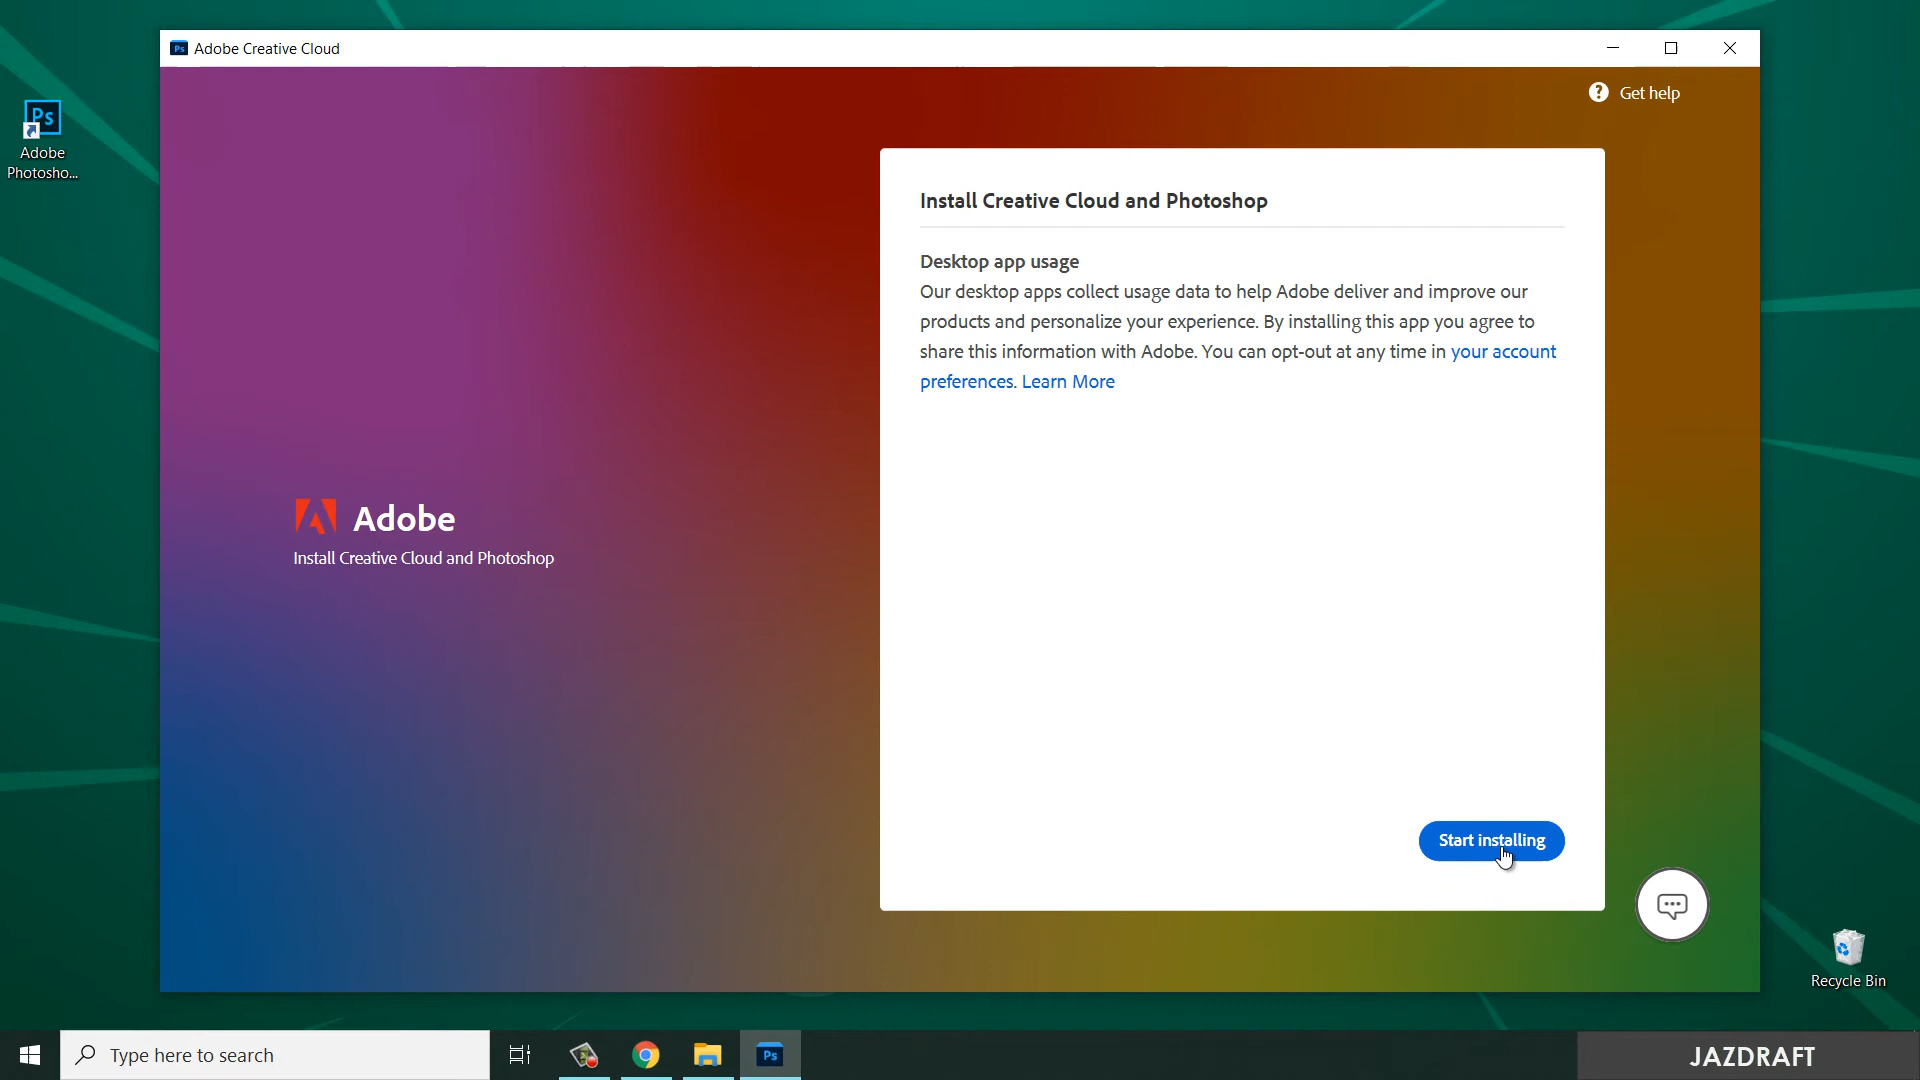 Adobe Creative Cloud
Get help
Ps
Adobe
Photosho...
Install Creative Cloud and Photoshop
Desktop app usage
Our desktop apps collect usage data to help Adobe deliver and improve our
products and personalize your experience. By installing this app you agree to
share this information with Adobe. You can opt-out at any time in your account
preferences. Learn More
Adobe
Install Creative Cloud and Photoshop
Start installing
Recycle Bin
Type here to search
Ps
JAZDRAFT